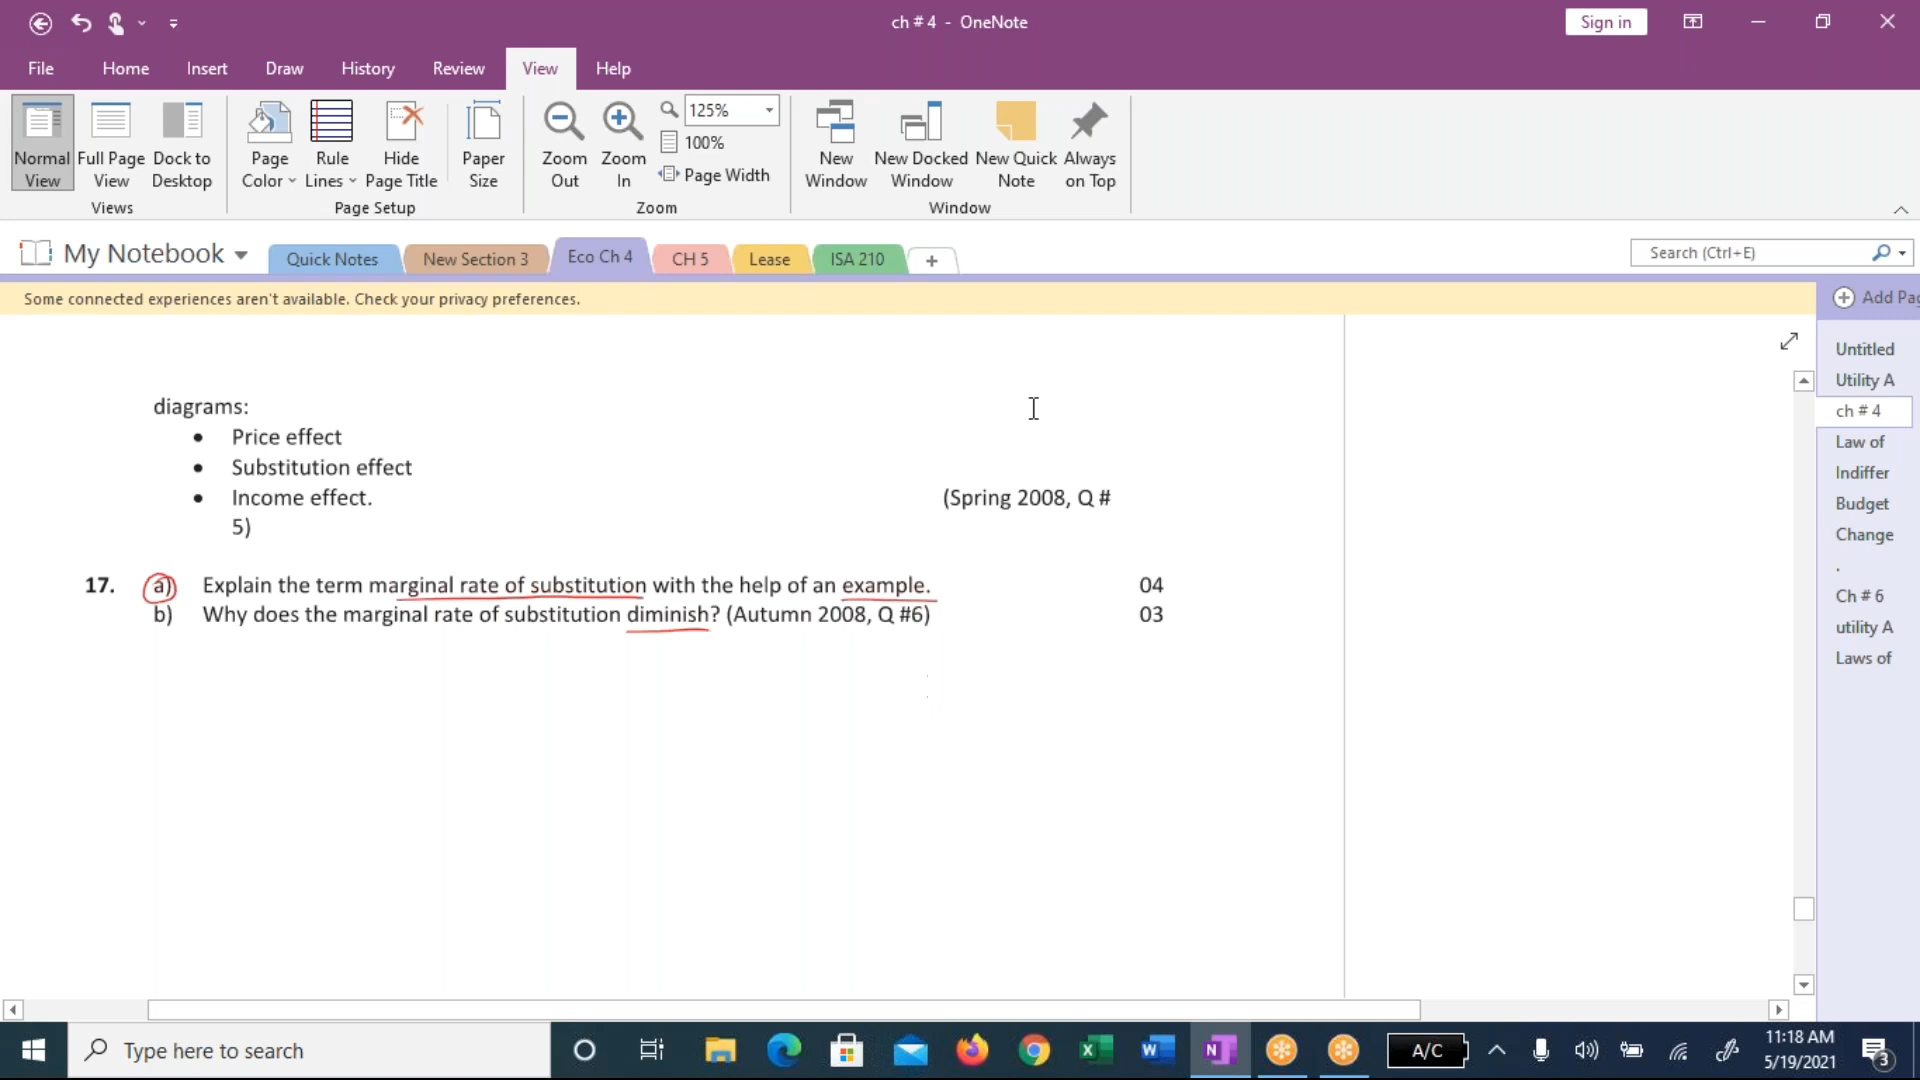 ch # 4 - OneNote
Sign in
File Home Insert Draw History Review View Help
Normal View
Full Page View
Dock to Desktop
Views
Page Color
Rule Lines
Hide Page Title
Paper Size
Page Setup
Zoom Out
Zoom In
125%
100%
Page Width
Zoom
New Window
New Docked Window
New Quick Note
Always on Top
Window
My Notebook
Quick Notes
New Section 3
Eco Ch 4
CH 5
Lease
ISA 210
Search (Ctrl+E)
Some connected experiences aren't available. Check your privacy preferences.
Add Pag
Untitled
Utility A
ch # 4
Law of
Indiffer
Budget
Change
.
Ch # 6
utility A
Laws of
diagrams:
• Price effect
• Substitution effect
• Income effect. (Spring 2008, Q #
5)
17. a) Explain the term marginal rate of substitution with the help of an example. 04
b) Why does the marginal rate of substitution diminish? (Autumn 2008, Q #6) 03
Type here to search
A/C
11:18 AM
5/19/2021
3